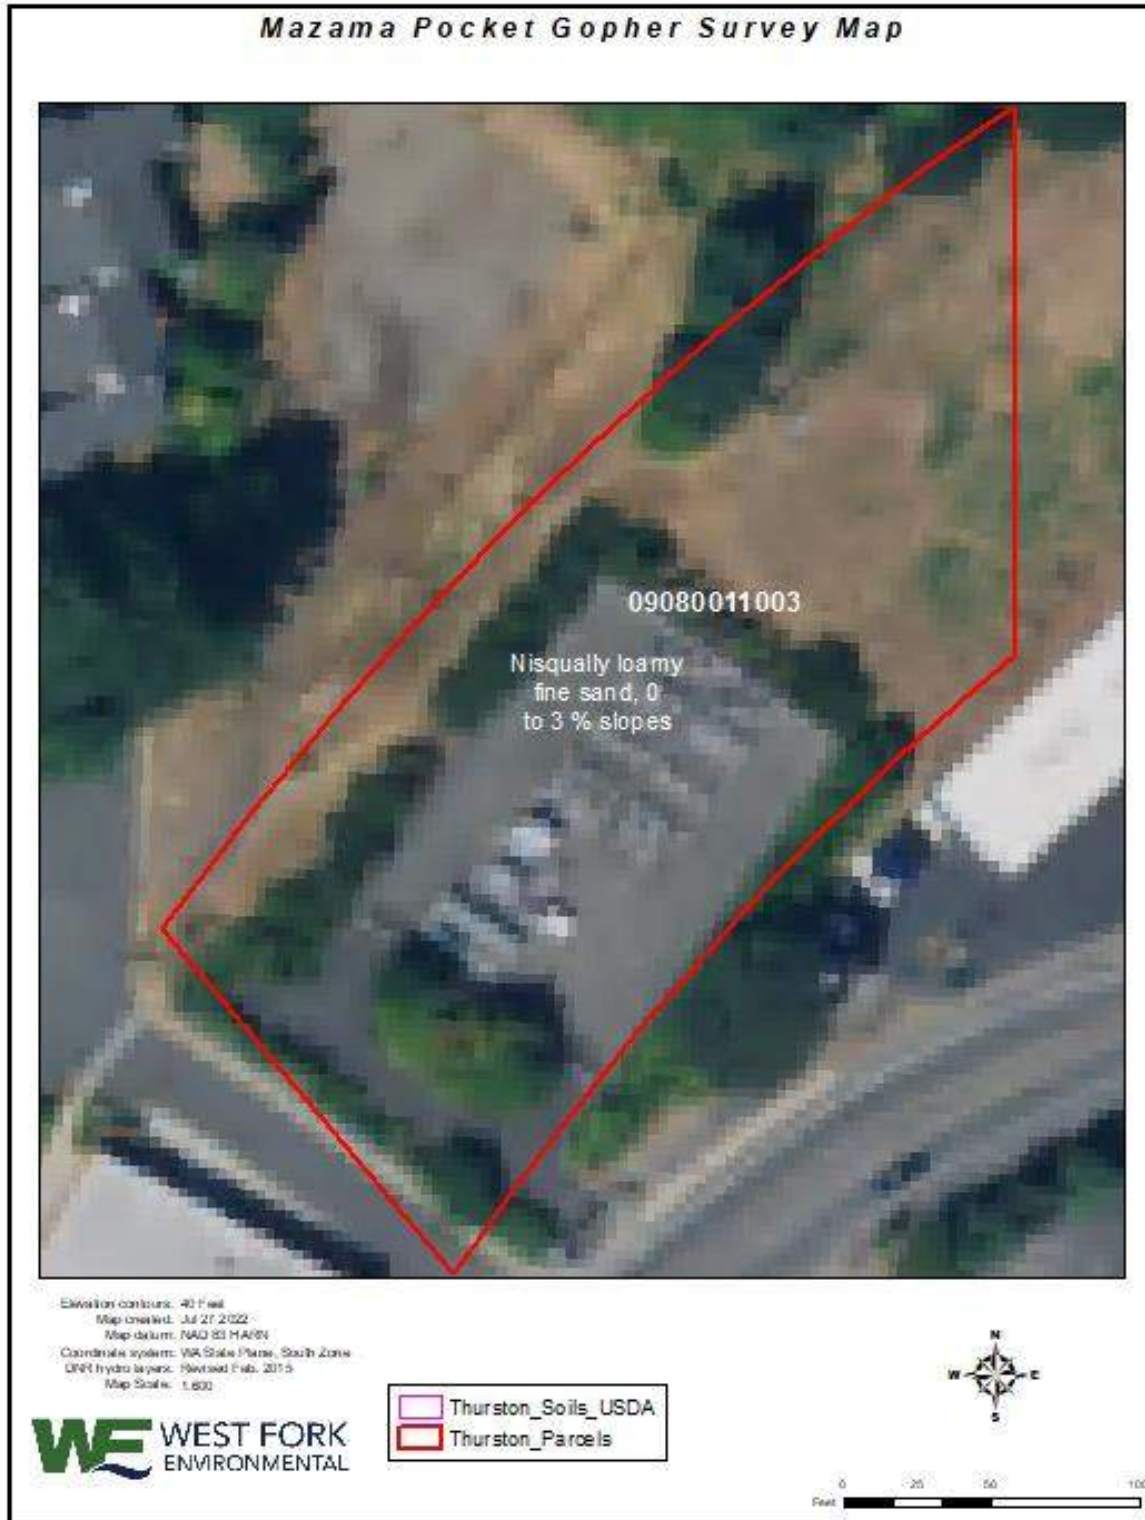 Mazama Pocket Gopher Survey Map
09080011003
Nisqually loamy
fine sand, 0
to 3 % slopes
Elevation contours: 40 Feet
Map created: Jul 27 2022
Map datum: NAD 83 HARN
Coordinate system: WA State Plane, South Zone
DNR hydro layers: Revised Feb. 2015
Map Scale: 1:600
WEST FORK
ENVIRONMENTAL
Thurston_Soils_USDA
Thurston_Parcels
N
W E
S
0 25 50 100
Feet